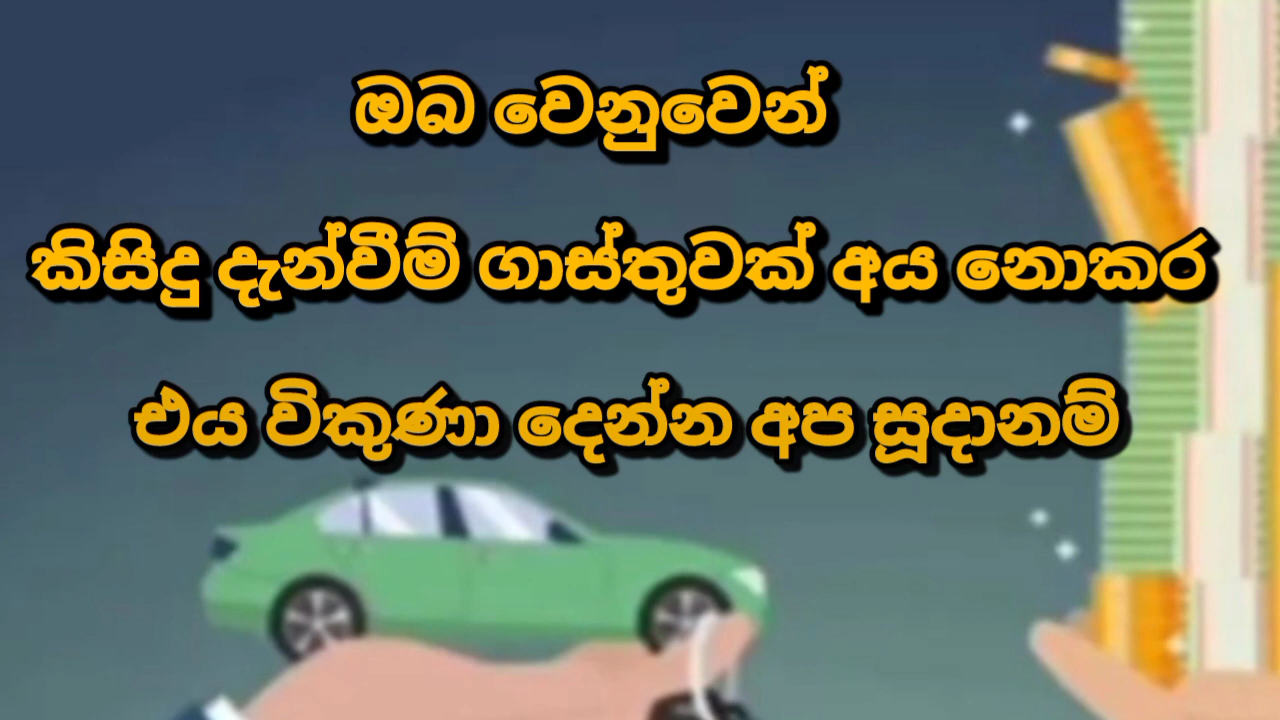 ඔබ වෙනුවෙන්
කිසිදු දැන්වීම් ගාස්තුවක් අය නොකර
එය විකුණා දෙන්න අප සූදානම්